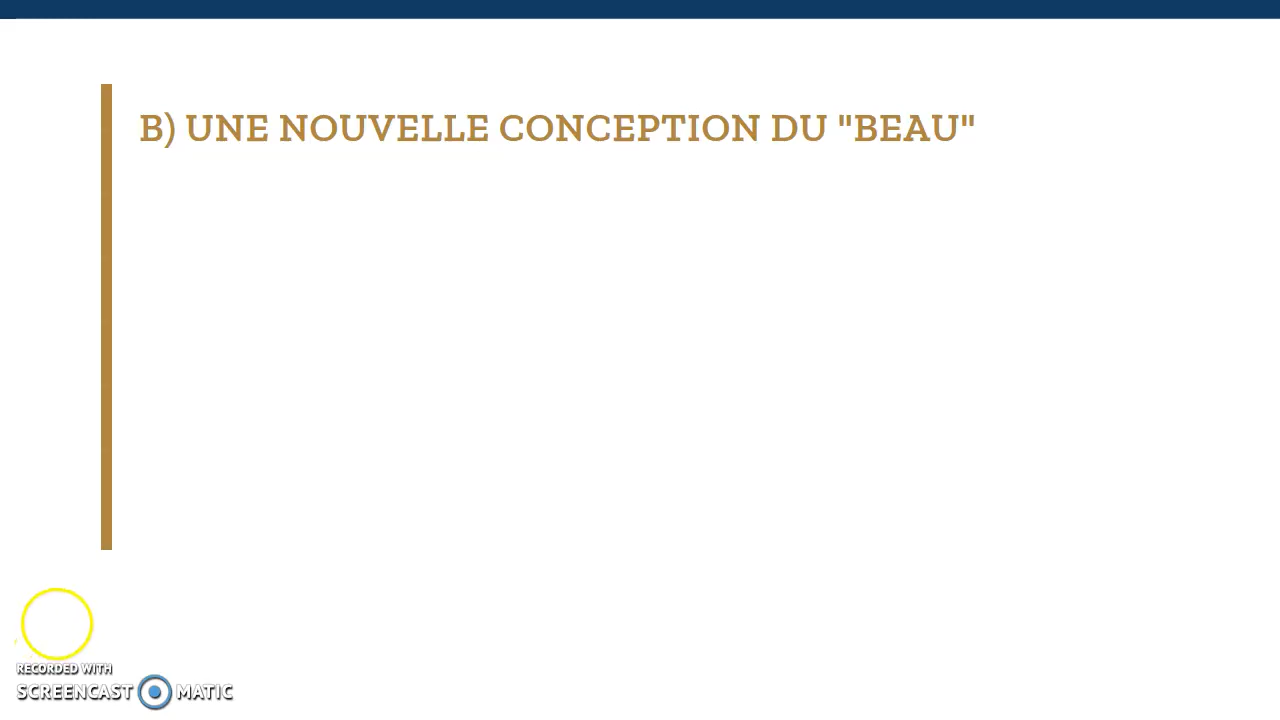 B) UNE NOUVELLE CONCEPTION DU "BEAU"
RECORDED WITH
SCREENCAST MATIC